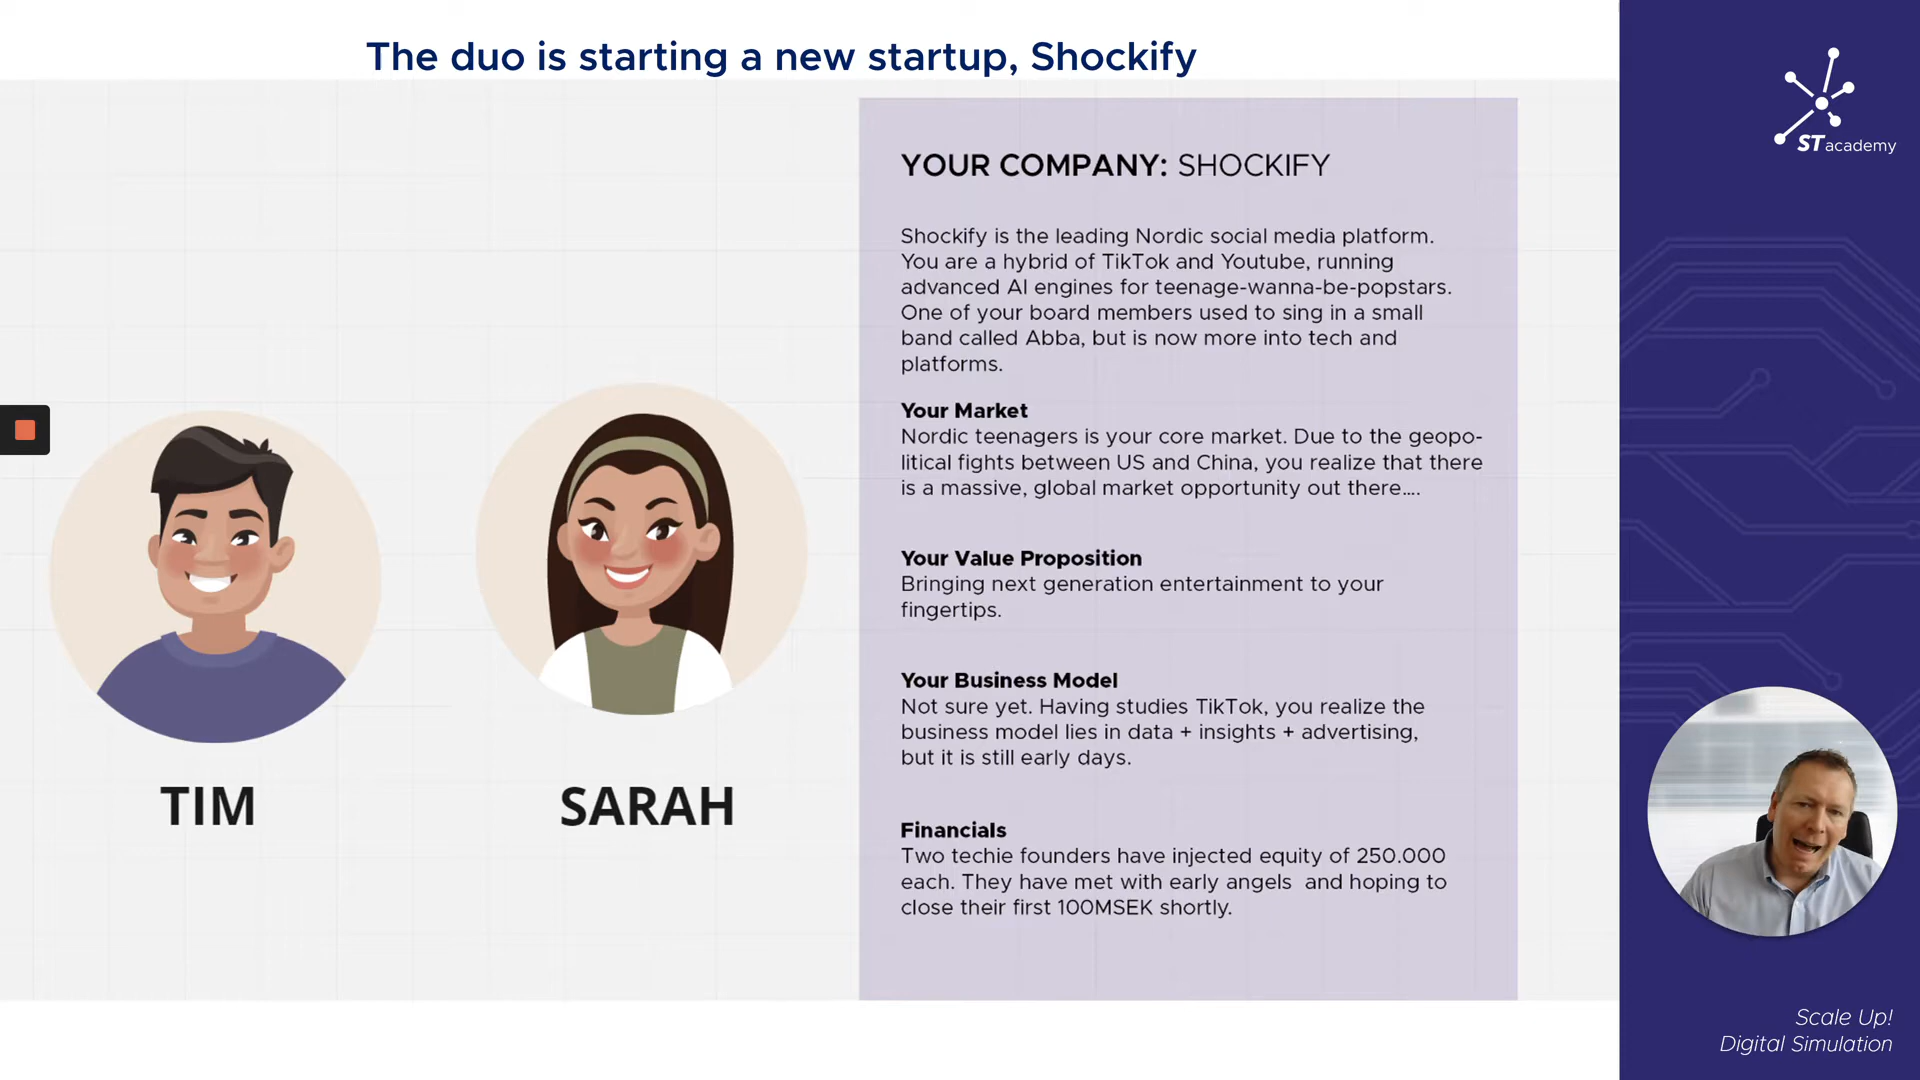 The duo is starting a new startup, Shockify
STacademy
YOUR COMPANY: SHOCKIFY
Shockify is the leading Nordic social media platform.
You are a hybrid of TikTok and Youtube, running
advanced AI engines for teenage-wanna-be-popstars.
One of your board members used to sing in a small
band called Abba, but is now more into tech and
platforms.
Your Market
Nordic teenagers is your core market. Due to the geopo-
litical fights between US and China, you realize that there
is a massive, global market opportunity out there....
Your Value Proposition
Bringing next generation entertainment to your
fingertips.
Your Business Model
Not sure yet. Having studies TikTok, you realize the
business model lies in data + insights + advertising,
but it is still early days.
Financials
Two techie founders have injected equity of 250.000
each. They have met with early angels  and hoping to
close their first 100MSEK shortly.
TIM
SARAH
Scale Up!
Digital Simulation